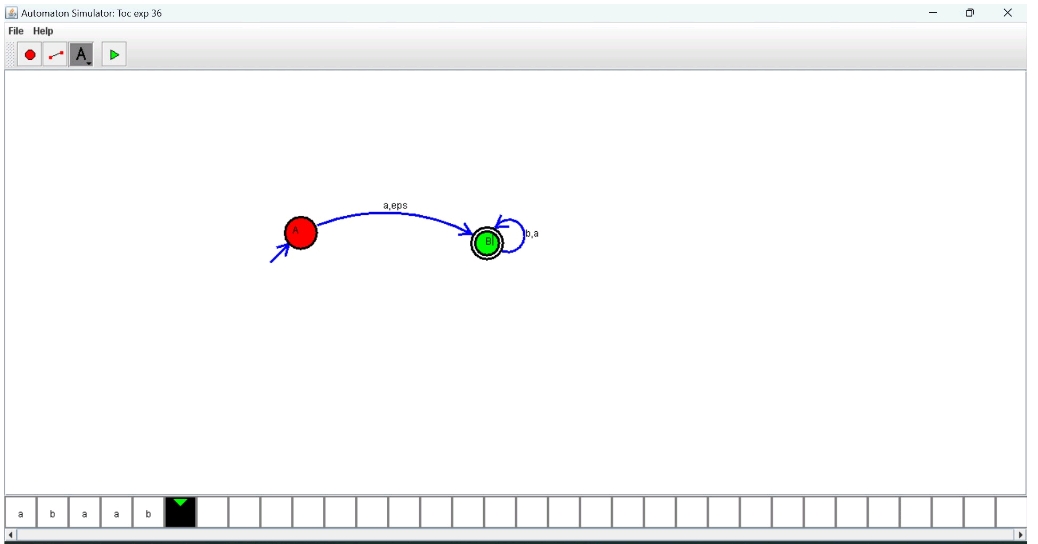 Automaton Simulator: Toc exp 36
File Help
A
a,eps
A
B
b,a
a b a a b